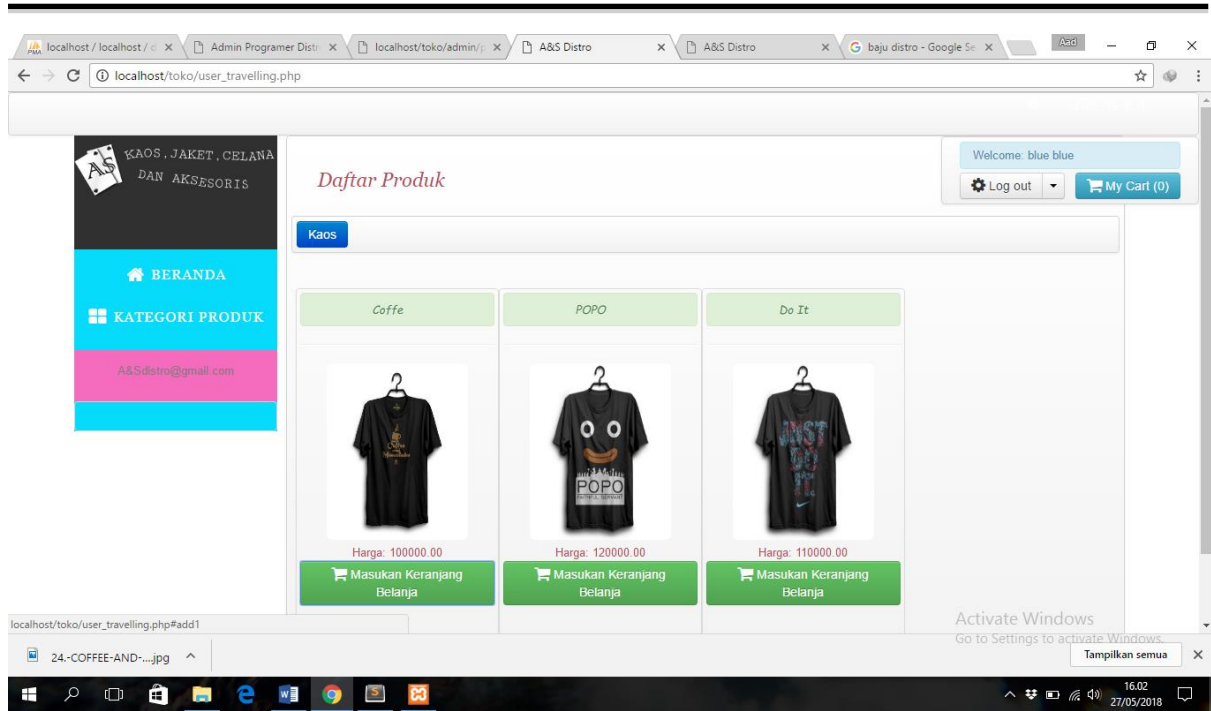 localhost / localhost / d
Admin Programer Distr
localhost/toko/admin/p
A&S Distro
A&S Distro
baju distro - Google Se
Aad
localhost/toko/user_travelling.php
KAOS,JAKET,CELANA
DAN AKSESORIS
AS
Daftar Produk
Welcome: blue blue
Log out
My Cart (0)
Kaos
BERANDA
KATEGORI PRODUK
A&Sdistro@gmail.com
Coffe
POPO
Do It
POPO
JUST
DO
IT
Harga: 100000.00
Harga: 120000.00
Harga: 110000.00
Masukan Keranjang
Belanja
Masukan Keranjang
Belanja
Masukan Keranjang
Belanja
localhost/toko/user_travelling.php#add1
Activate Windows
Go to Settings to activate Windows.
24.-COFFEE-AND-....jpg
Tampilkan semua
16.02
27/05/2018